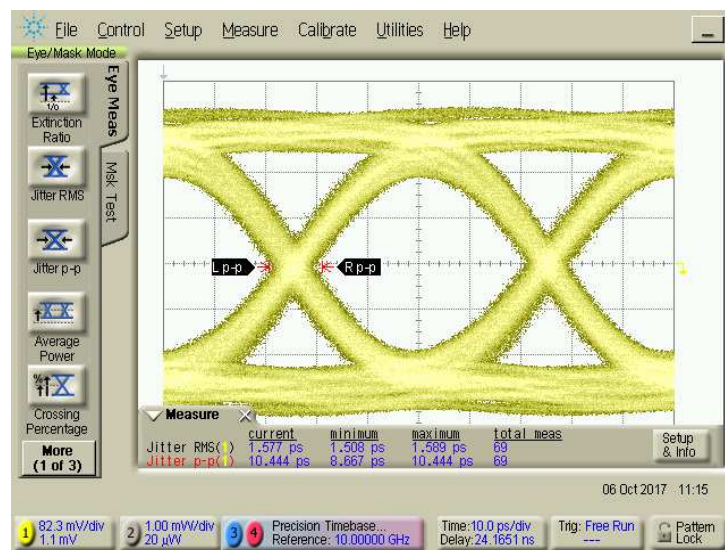 File Control Setup Measure Calibrate Utilities Help
Eye/Mask Mode
Eye Meas
Msk Test
Extinction
Ratio
Jitter RMS
Jitter p-p
Average
Power
Crossing
Percentage
More
(1 of 3)
L p-p
R p-p
Measure
current minimum maximum total meas
Jitter RMS(1) 1.577 ps 1.508 ps 1.589 ps 69
Jitter p-p(1) 10.444 ps 8.667 ps 10.444 ps 69
Setup
& Info
06 Oct 2017 11:15
1 82.3 mV/div
1.1 mV
2 1.00 mW/div
20 µW
3 4 Precision Timebase...
Reference: 10.00000 GHz
Time:10.0 ps/div
Delay:24.1651 ns
Trig: Free Run
---
Pattern
Lock